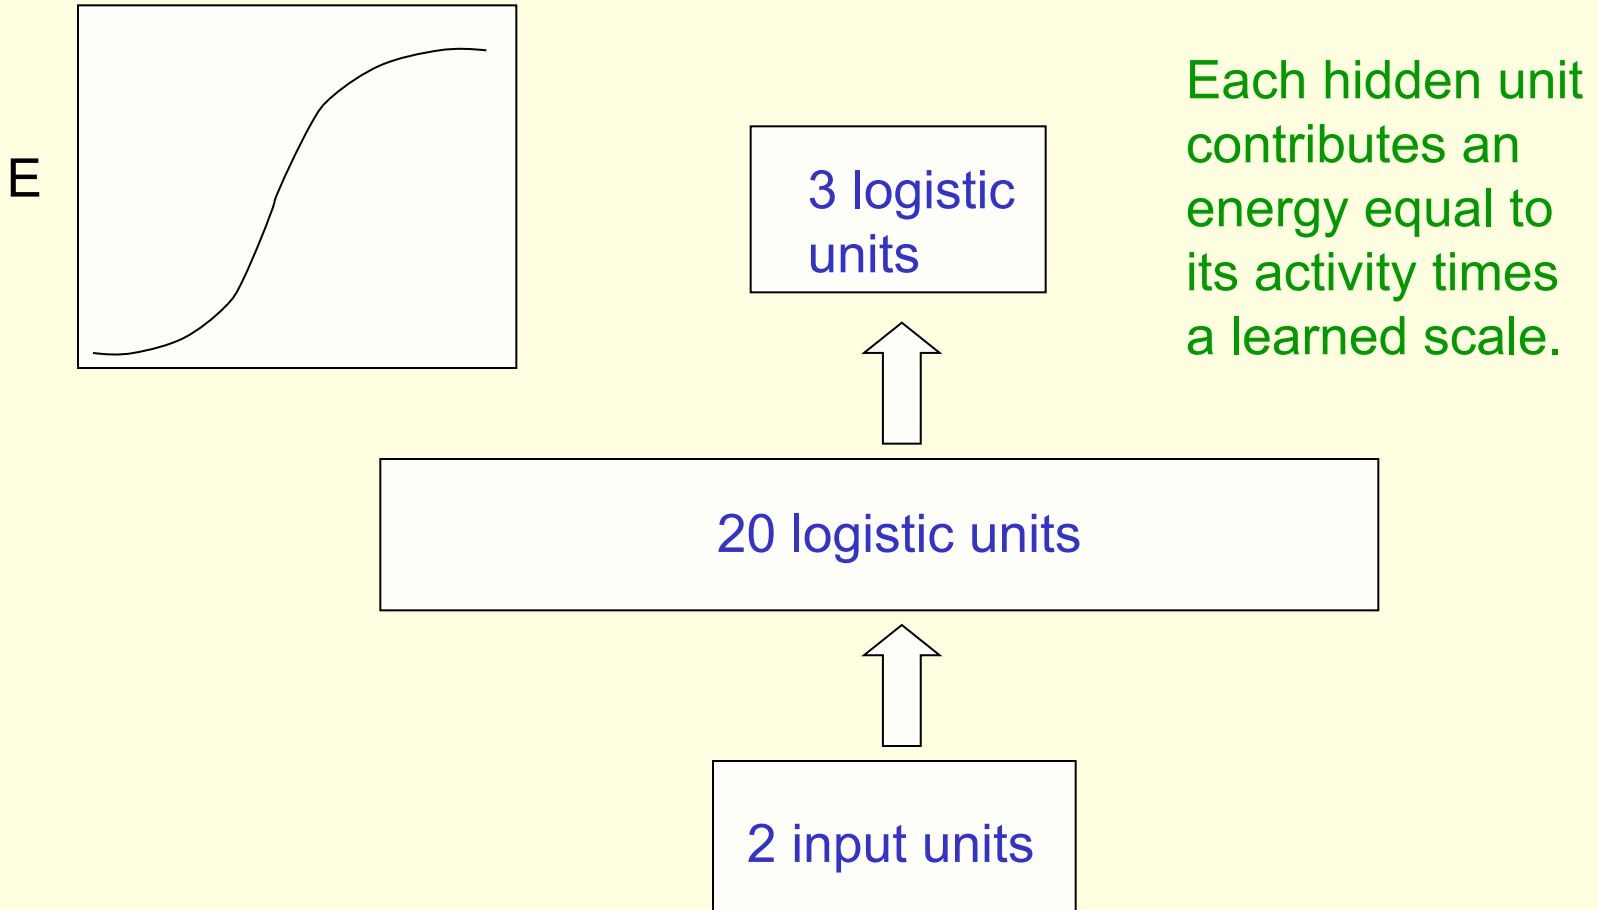 E
3 logistic
units
Each hidden unit
contributes an
energy equal to
its activity times
a learned scale.
20 logistic units
2 input units